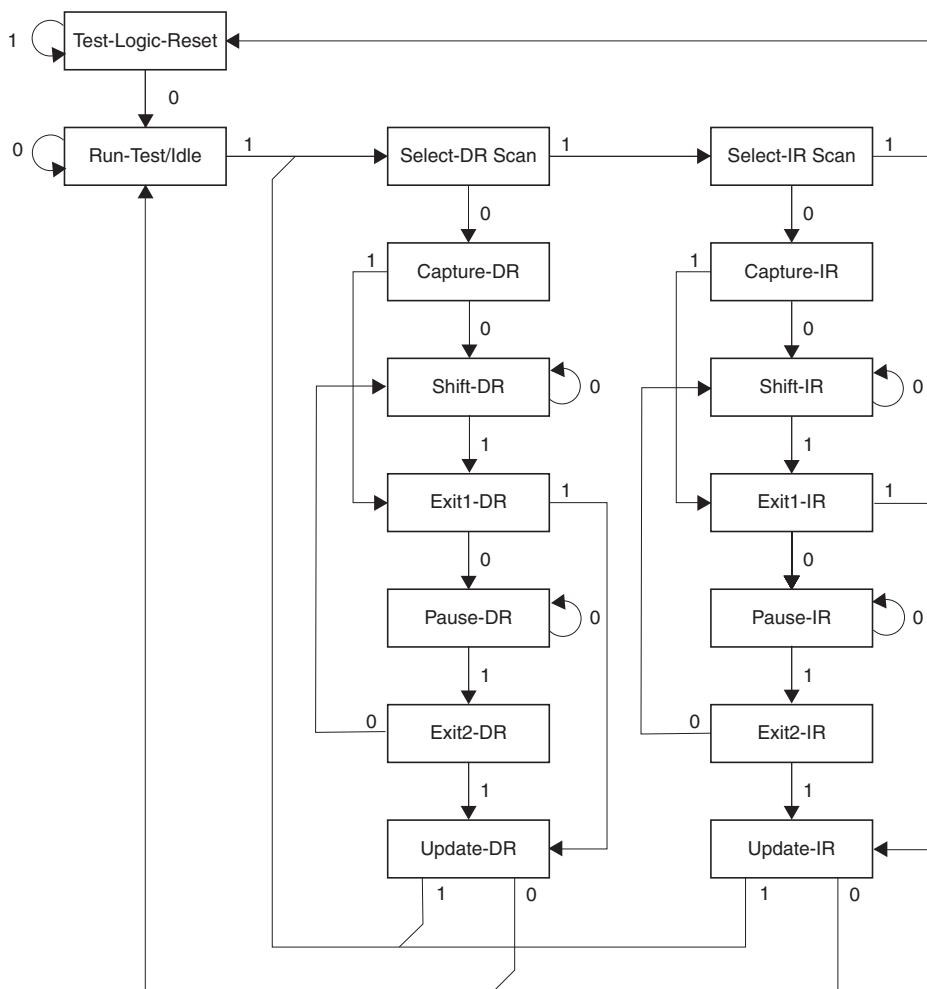 1 Test-Logic-Reset
0
0 Run-Test/Idle 1 Select-DR Scan 1 Select-IR Scan 1
0 0
1 Capture-DR 1 Capture-IR
0 0
Shift-DR 0 Shift-IR 0
1 1
Exit1-DR 1 Exit1-IR 1
0 0
Pause-DR 0 Pause-IR 0
1 1
0 Exit2-DR 0 Exit2-IR
1 1
Update-DR Update-IR
1 0 1 0